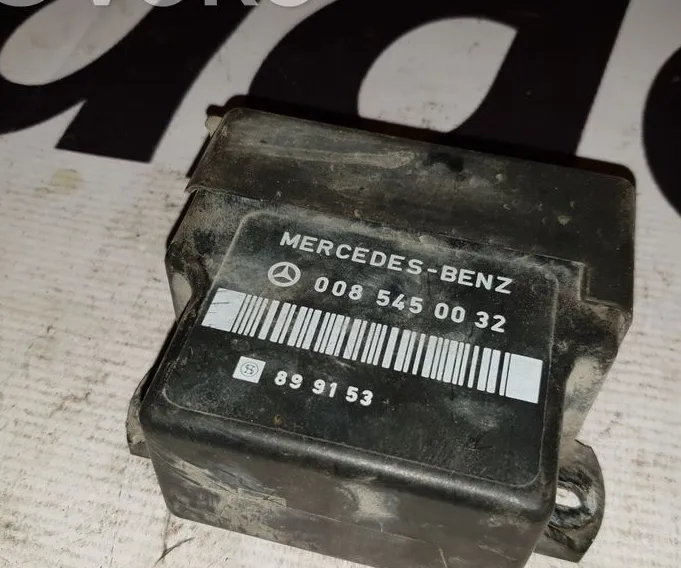 MERCEDES-BENZ
008 545 00 32
89 91 53